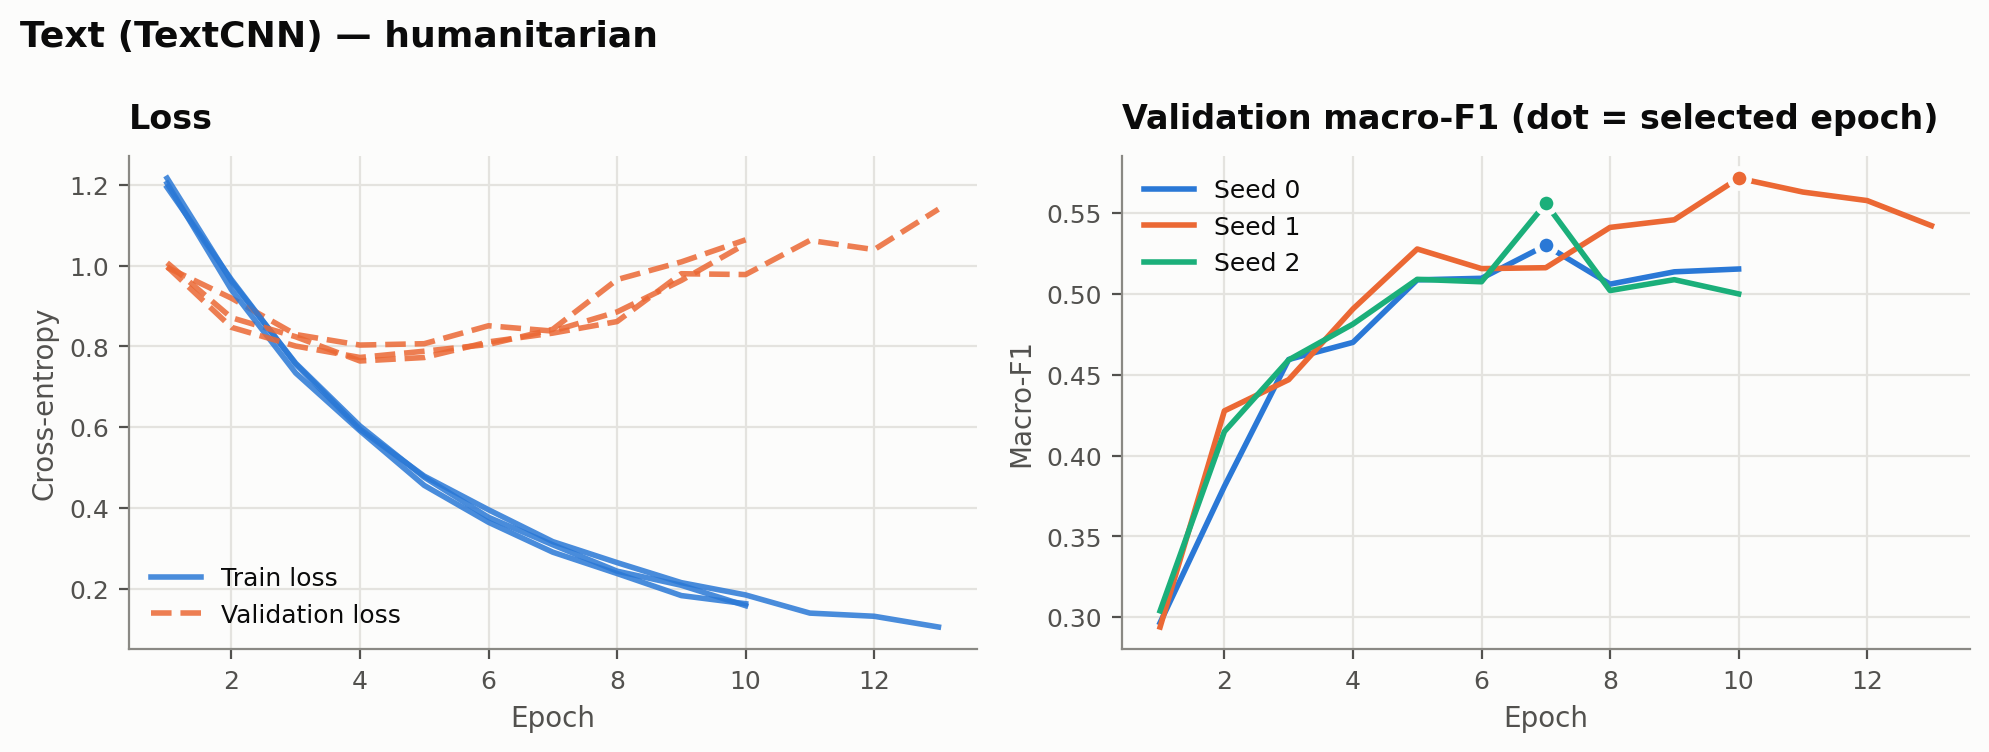 Text (TextCNN) — humanitarian
Loss
Cross-entropy
1.2
1.0
0.8
0.6
0.4
0.2
Train loss
Validation loss
2 4 6 8 10 12
Epoch
Validation macro-F1 (dot = selected epoch)
Macro-F1
0.55
0.50
0.45
0.40
0.35
0.30
Seed 0
Seed 1
Seed 2
2 4 6 8 10 12
Epoch